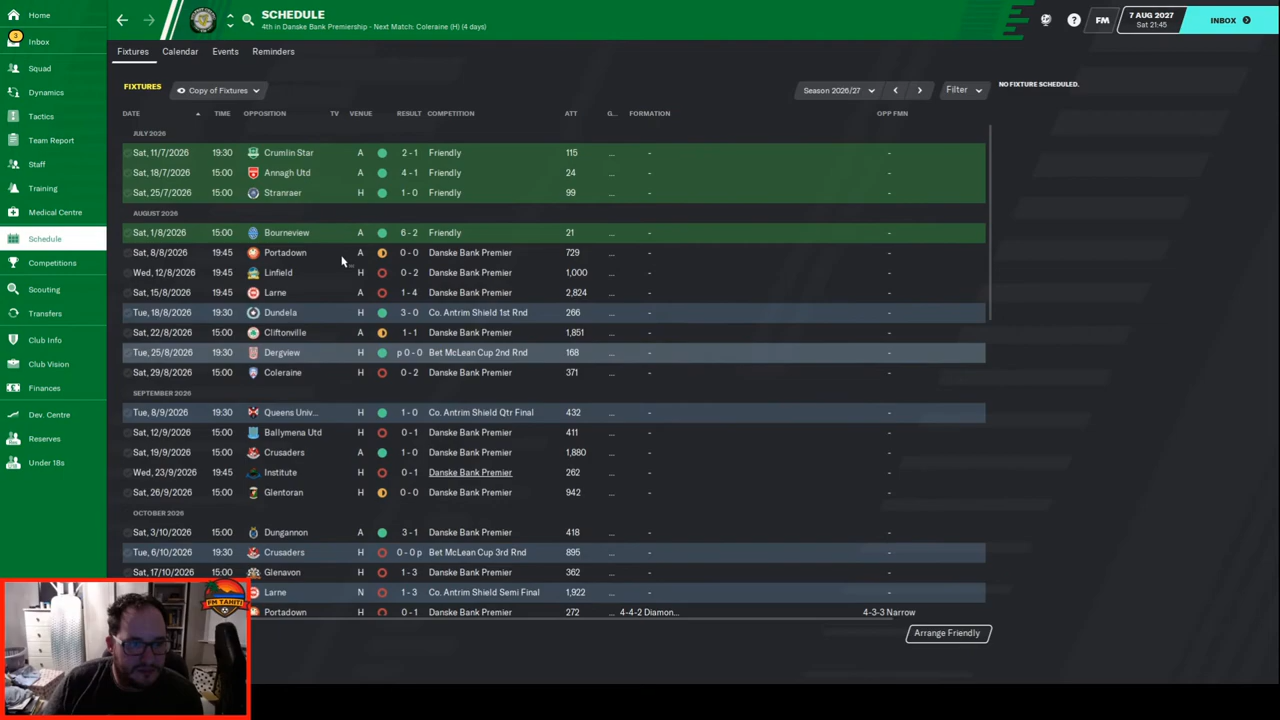 Home
SCHEDULE
4th in Danske Bank Premiership - Next Match: Coleraine (H) (4 days)
FM
7 AUG 2027
Sat 21:45
INBOX
3
Inbox
Squad
Dynamics
Tactics
Team Report
Staff
Training
Medical Centre
Schedule
Competitions
Scouting
Transfers
Club Info
Club Vision
Finances
Dev. Centre
Reserves
Under 18s
Fixtures Calendar Events Reminders
FIXTURES Copy of Fixtures Season 2026/27 Filter NO FIXTURE SCHEDULED.
DATE TIME OPPOSITION TV VENUE RESULT COMPETITION ATT G... FORMATION OPP FMN
JULY 2026
Sat, 11/7/2026 19:30 Crumlin Star A 2 - 1 Friendly 115 ... - -
Sat, 18/7/2026 15:00 Annagh Utd A 4 - 1 Friendly 24 ... - -
Sat, 25/7/2026 15:00 Stranraer H 1 - 0 Friendly 99 ... - -
AUGUST 2026
Sat, 1/8/2026 15:00 Bourneview A 6 - 2 Friendly 21 ... - -
Sat, 8/8/2026 19:45 Portadown A 0 - 0 Danske Bank Premier 729 ... - -
Wed, 12/8/2026 19:45 Linfield H 0 - 2 Danske Bank Premier 1,000 ... - -
Sat, 15/8/2026 19:45 Larne A 1 - 4 Danske Bank Premier 2,824 ... - -
Tue, 18/8/2026 19:30 Dundela H 3 - 0 Co. Antrim Shield 1st Rnd 266 ... - -
Sat, 22/8/2026 15:00 Cliftonville A 1 - 1 Danske Bank Premier 1,851 ... - -
Tue, 25/8/2026 19:30 Dergview H p 0 - 0 Bet McLean Cup 2nd Rnd 168 ... - -
Sat, 29/8/2026 15:00 Coleraine H 0 - 2 Danske Bank Premier 371 ... - -
SEPTEMBER 2026
Tue, 8/9/2026 19:30 Queens Univ... H 1 - 0 Co. Antrim Shield Qtr Final 432 ... - -
Sat, 12/9/2026 15:00 Ballymena Utd H 0 - 1 Danske Bank Premier 411 ... - -
Sat, 19/9/2026 15:00 Crusaders A 1 - 0 Danske Bank Premier 1,880 ... - -
Wed, 23/9/2026 19:45 Institute H 0 - 1 Danske Bank Premier 262 ... - -
Sat, 26/9/2026 15:00 Glentoran H 0 - 0 Danske Bank Premier 942 ... - -
OCTOBER 2026
Sat, 3/10/2026 15:00 Dungannon A 3 - 1 Danske Bank Premier 418 ... - -
Tue, 6/10/2026 19:30 Crusaders H 0 - 0 p Bet McLean Cup 3rd Rnd 895 ... - -
Sat, 17/10/2026 15:00 Glenavon H 1 - 3 Danske Bank Premier 362 ... - -
Larne N 1 - 3 Co. Antrim Shield Semi Final 1,922 ... - -
Portadown H 0 - 1 Danske Bank Premier 272 ... 4-4-2 Diamon... 4-3-3 Narrow
FM TAHITI
Arrange Friendly